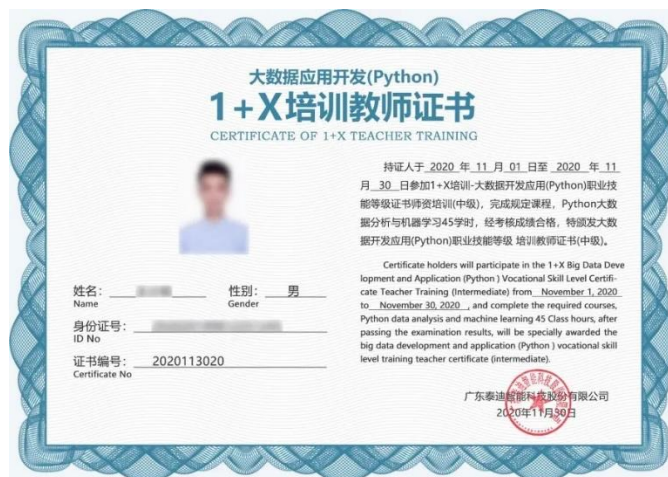 大数据应用开发(Python)
1+X培训教师证书
CERTIFICATE OF 1+X TEACHER TRAINING
持证人于 2020 年 11 月 01 日至 2020 年 11
月 30 日参加1+X培训-大数据开发应用(Python)职业技
能等级证书师资培训(中级),完成规定课程,Python大数
据分析与机器学习45学时,经考核成绩合格,特颁发大数
据开发应用(Python)职业技能等级 培训教师证书(中级)。
Certificate holders will participate in the 1+X Big Data Deve
lopment and Application (Python ) Vocational Skill Level Certifi-
cate Teacher Training (Intermediate) from November 1, 2020
to November 30, 2020 , and complete the required courses,
Python data analysis and machine learning 45 Class hours, after
passing the examination results, will be specially awarded the
big data development and application (Python ) vocational skill
level training teacher certificate (intermediate).
姓名: 性别: 男
Name Gender
身份证号:
ID No
证书编号: 2020113020
Certificate No
广东泰迪智能科技股份有限公司
2020年11月30日